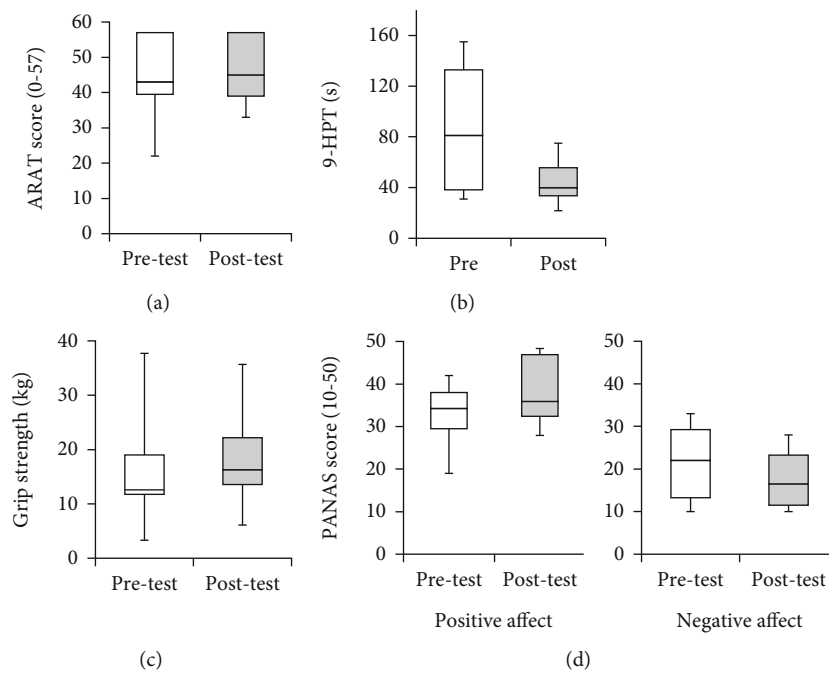 ARAT score (0-57)
60
50
40
30
20
10
0
Pre-test Post-test
(a)
9-HPT (s)
160
120
80
40
0
Pre Post
(b)
Grip strength (kg)
40
30
20
10
0
Pre-test Post-test
(c)
PANAS score (10-50)
50
40
30
20
10
0
Pre-test Post-test
Positive affect
50
40
30
20
10
0
Pre-test Post-test
Negative affect
(d)